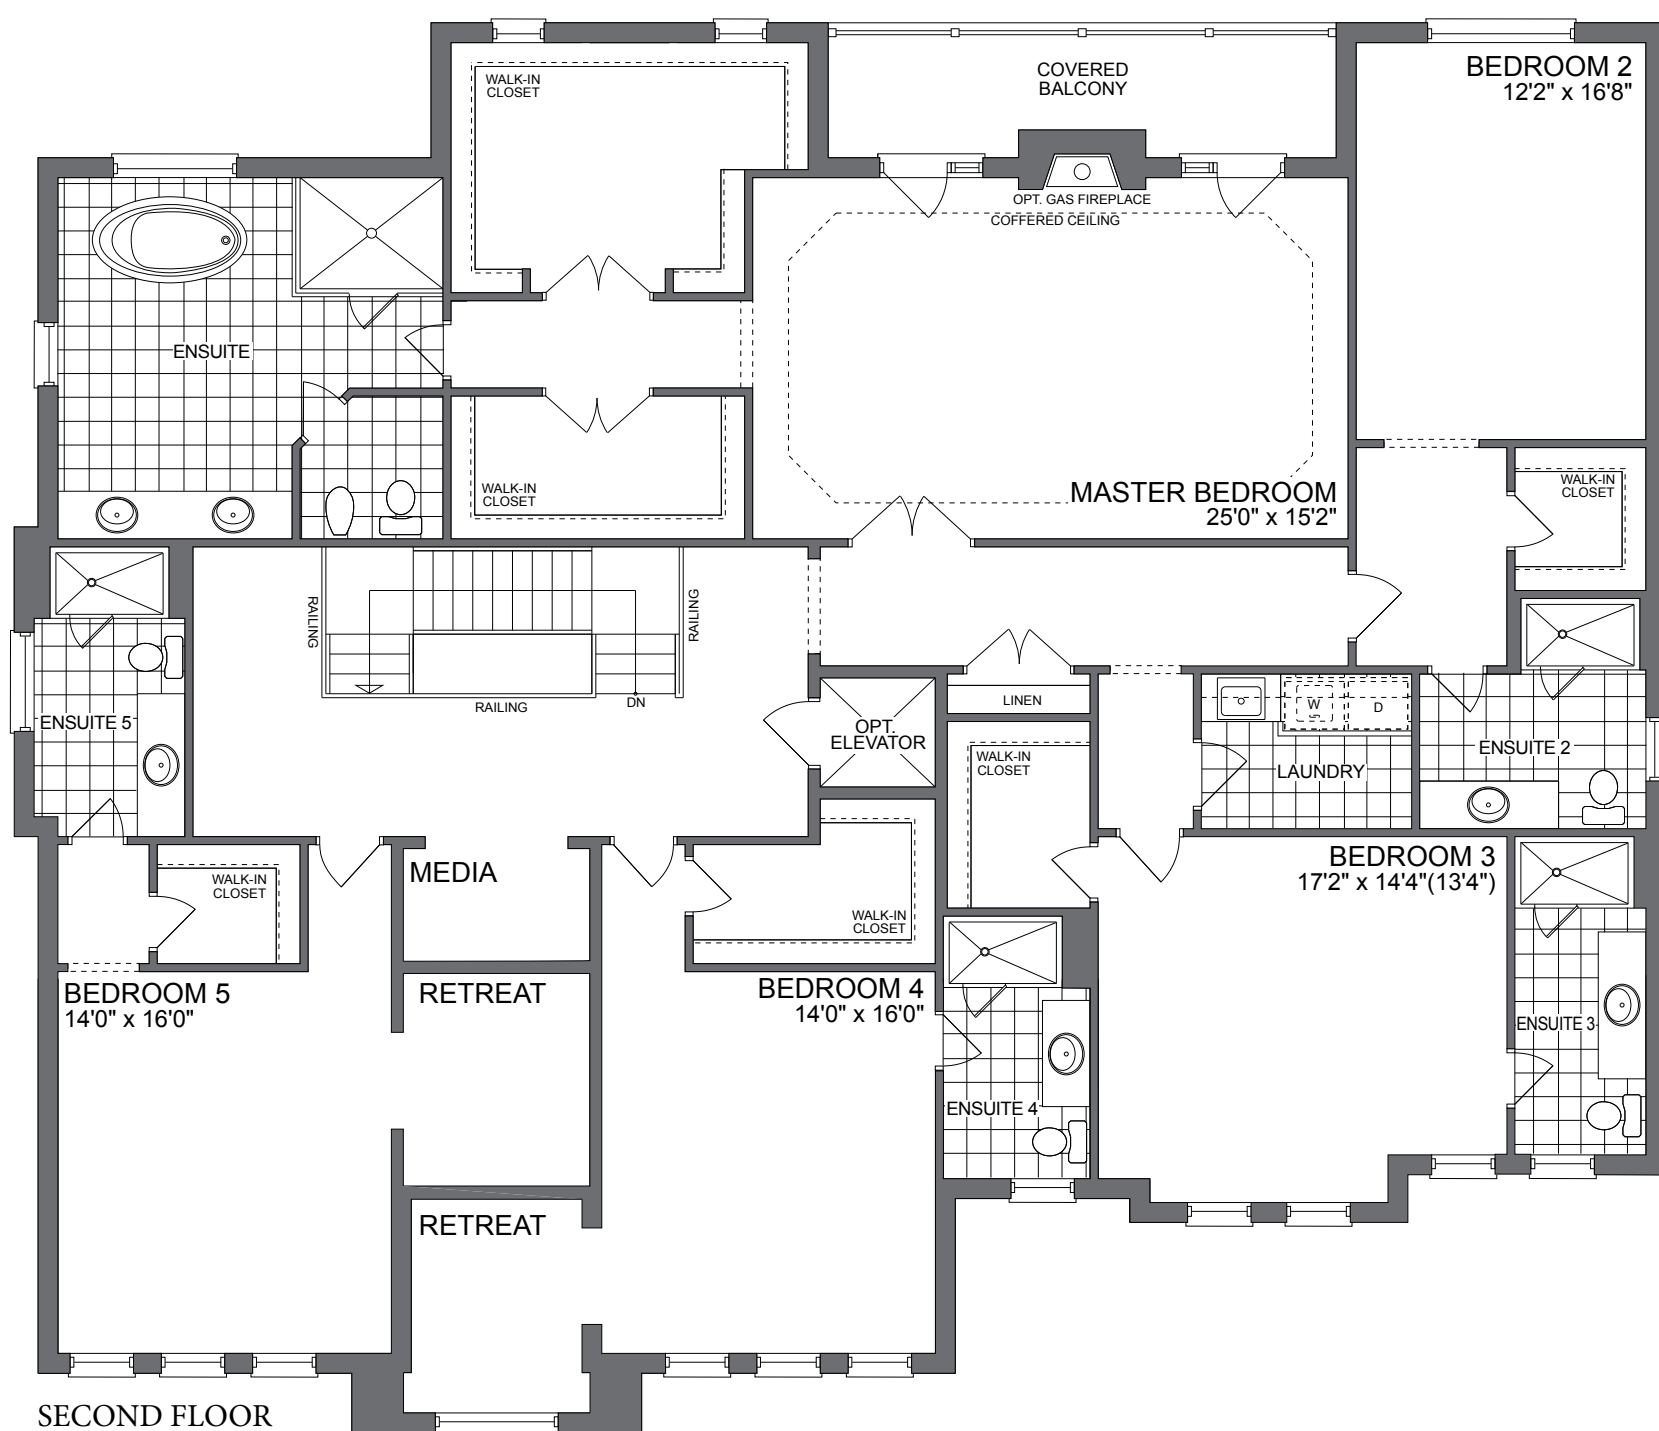 WALK-IN
CLOSET
COVERED
BALCONY
BEDROOM 2
12'2" x 16'8"
OPT. GAS FIREPLACE
COFFERED CEILING
ENSUITE
WALK-IN
CLOSET
MASTER BEDROOM
25'0" x 15'2"
WALK-IN
CLOSET
RAILING
RAILING
RAILING
DN
ENSUITE 5
OPT.
ELEVATOR
LINEN
W
D
LAUNDRY
ENSUITE 2
WALK-IN
CLOSET
MEDIA
WALK-IN
CLOSET
WALK-IN
CLOSET
BEDROOM 3
17'2" x 14'4"(13'4")
BEDROOM 5
14'0" x 16'0"
RETREAT
BEDROOM 4
14'0" x 16'0"
ENSUITE 3
ENSUITE 4
RETREAT
SECOND FLOOR